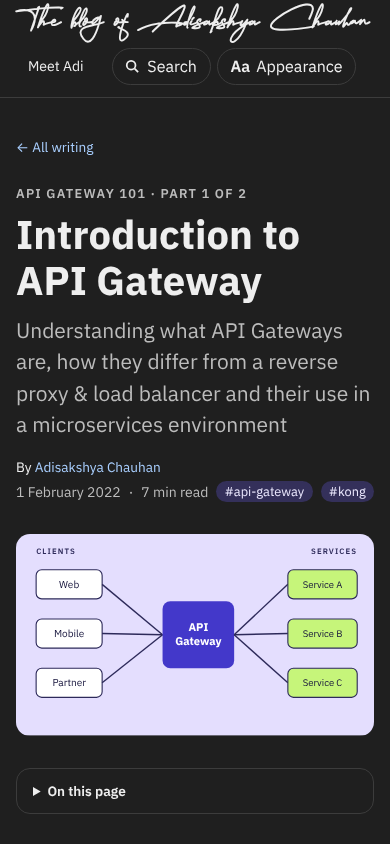 The blog of Adisakshya Chauhan
Meet Adi
Search
Aa Appearance
← All writing
API GATEWAY 101 · PART 1 OF 2
Introduction to
API Gateway
Understanding what API Gateways
are, how they differ from a reverse
proxy & load balancer and their use in
a microservices environment
By Adisakshya Chauhan
1 February 2022 · 7 min read #api-gateway #kong
CLIENTS
SERVICES
Web
Mobile
Partner
API
Gateway
Service A
Service B
Service C
On this page